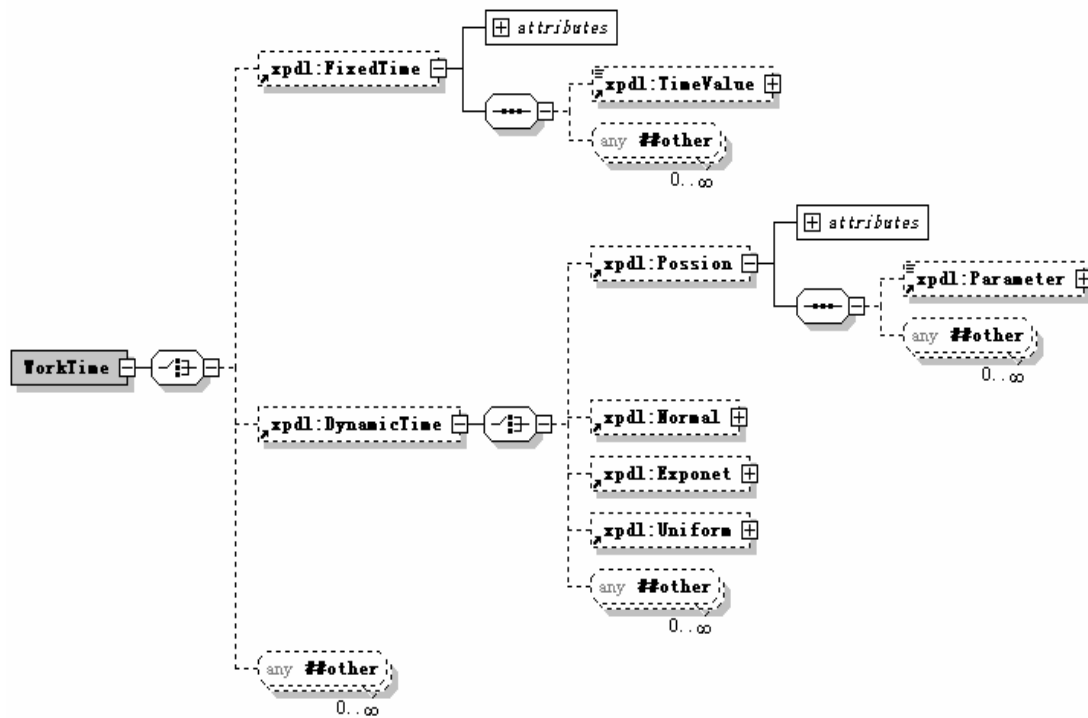 attributes
xpdl:FixedTime
xpdl:TimeValue
any ##other
0..∞
attributes
xpdl:Possion
xpdl:Parameter
any ##other
0..∞
WorkTime
xpdl:DynamicTime
xpdl:Normal
xpdl:Exponet
xpdl:Uniform
any ##other
0..∞
any ##other
0..∞